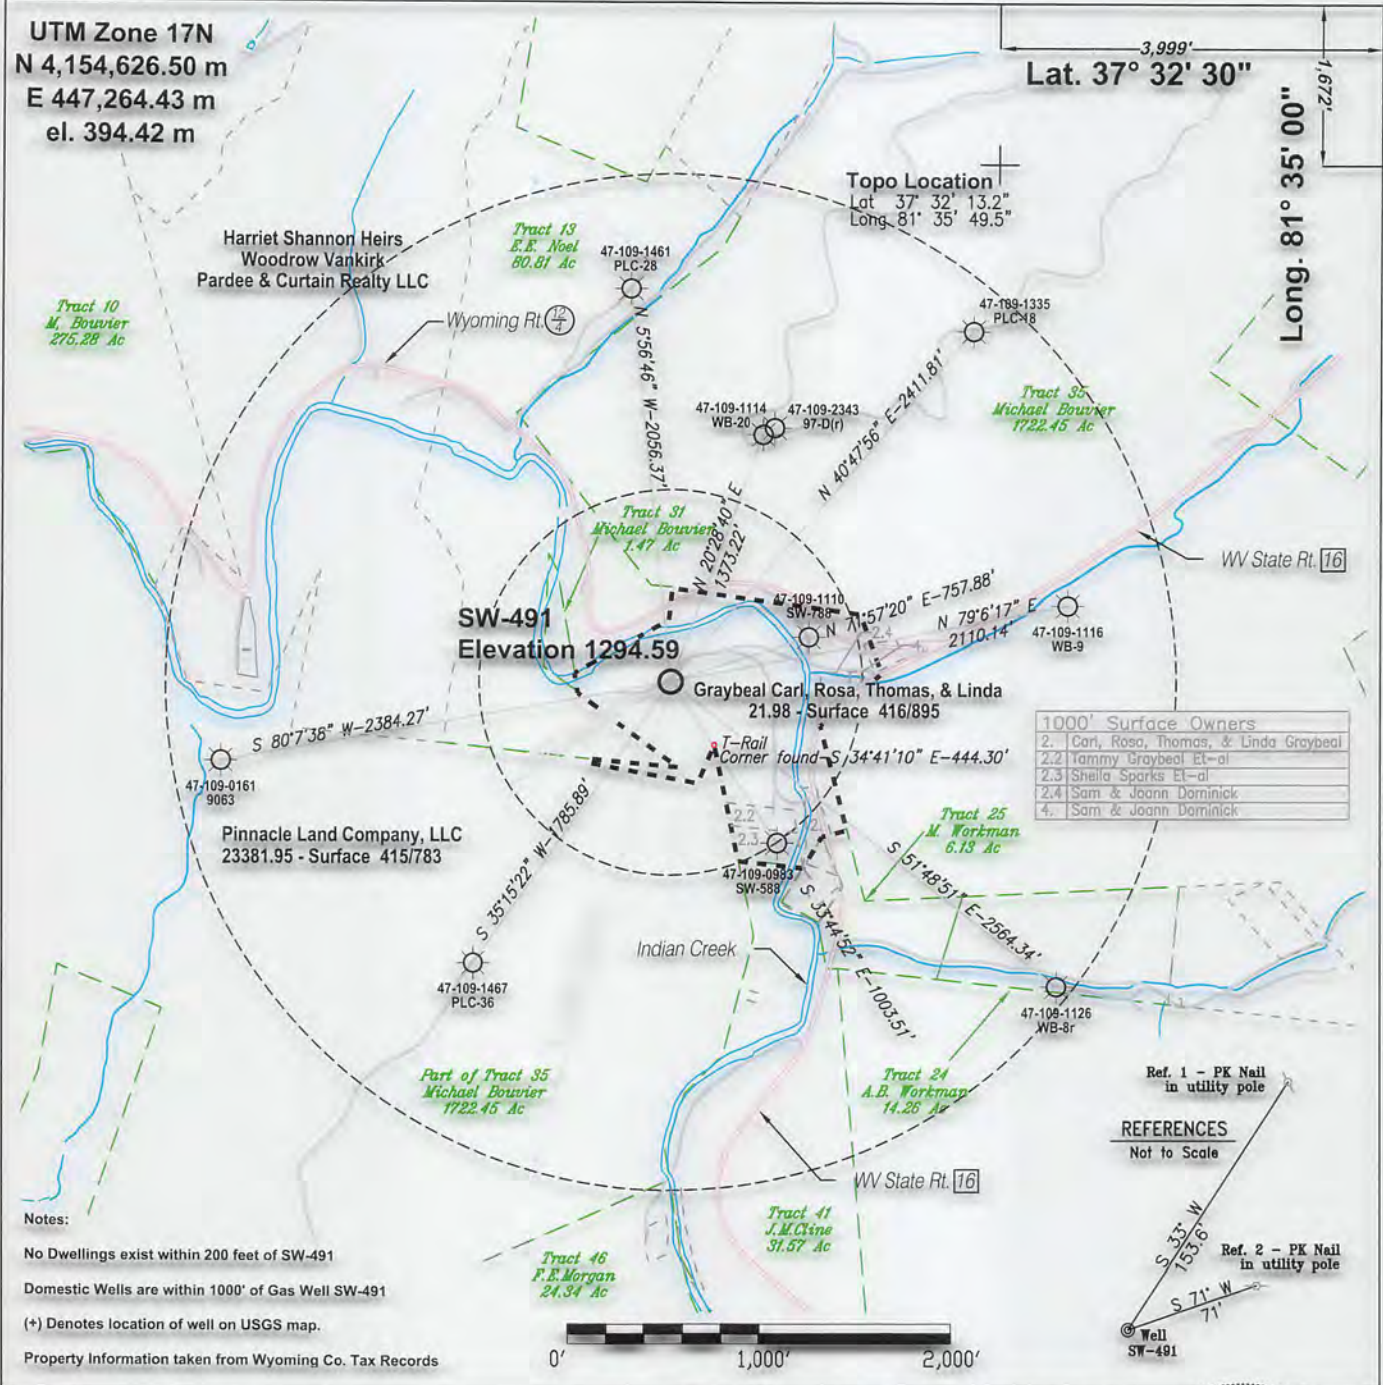 UTM Zone 17N
N 4,154,626.50 m
E 447,264.43 m
el. 394.42 m
3,999'
Lat. 37° 32' 30"
1,672'
Long. 81° 35' 00"
Topo Location
Lat 37° 32' 13.2"
Long 81° 35' 49.5"
Harriet Shannon Heirs
Woodrow Vankirk
Pardee & Curtain Realty LLC
Tract 13
E.E. Noel
80.81 Ac
47-109-1461
PLC-28
Tract 10
M. Bouvier
275.28 Ac
Wyoming Rt. 12/4
47-109-1335
PLC-18
N 5°56'46" W-2056.37'
N 40°47'56" E-2411.81'
Tract 35
Michael Bouvier
1722.45 Ac
47-109-1114
WB-20
47-109-2343
97-D(r)
Tract 31
Michael Bouvier
1.47 Ac
N 20°28'40" E
1373.22'
WV State Rt. 16
SW-491
Elevation 1294.59
47-109-1110
SW-788
N 71°57'20" E-757.88'
2.4
4.
N 79°6'17" E
2110.14'
47-109-1116
WB-9
Graybeal Carl, Rosa, Thomas, & Linda
21.98 - Surface 416/895
S 80°7'38" W-2384.27'
T-Rail
Corner found
S 34°41'10" E-444.30'
1000' Surface Owners
2. Carl, Rosa, Thomas, & Linda Graybeal
2.2 Tammy Graybeal Et-al
2.3 Sheila Sparks Et-al
2.4 Sam & Joann Dominick
4. Sam & Joann Dominick
47-109-0161
9063
Pinnacle Land Company, LLC
23381.95 - Surface 415/783
S 35°15'22" W-1785.89'
2.2
2.3
2.
Tract 25
M. Workman
6.13 Ac
47-109-0983
SW-588
S 51°48'51" E-2564.34'
S 33°44'52" E-1003.51'
Indian Creek
47-109-1467
PLC-36
47-109-1126
WB-8r
Part of Tract 35
Michael Bouvier
1722.45 Ac
Tract 24
A.B. Workman
14.26 Ac
Ref. 1 - PK Nail
in utility pole
REFERENCES
Not to Scale
WV State Rt. 16
S 33° W
153.6'
Tract 41
J.M.Cline
31.57 Ac
Tract 46
F.E.Morgan
24.34 Ac
Ref. 2 - PK Nail
in utility pole
S 71° W
71'
Well
SW-491
Notes:
No Dwellings exist within 200 feet of SW-491
Domestic Wells are within 1000' of Gas Well SW-491
(+) Denotes location of well on USGS map.
Property Information taken from Wyoming Co. Tax Records
0'
1,000'
2,000'